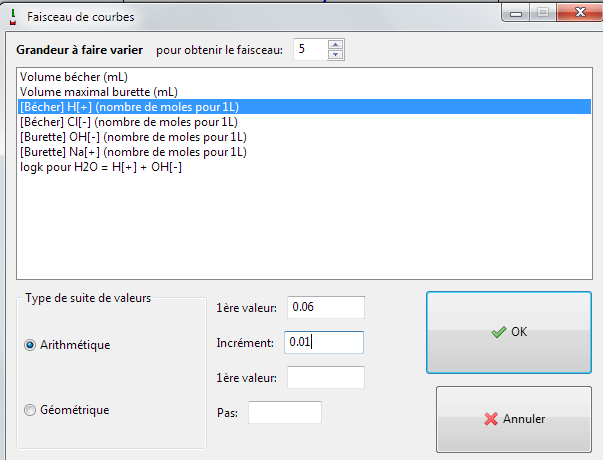 Faisceau de courbes
Grandeur à faire varier pour obtenir le faisceau: 5
Volume bécher (mL)
Volume maximal burette (mL)
[Bécher] H[+] (nombre de moles pour 1L)
[Bécher] Cl[-] (nombre de moles pour 1L)
[Burette] OH[-] (nombre de moles pour 1L)
[Burette] Na[+] (nombre de moles pour 1L)
logk pour H2O = H[+] + OH[-]
Type de suite de valeurs
Arithmétique
Géométrique
1ère valeur: 0.06
Incrément: 0.01
1ère valeur:
Pas:
OK
Annuler